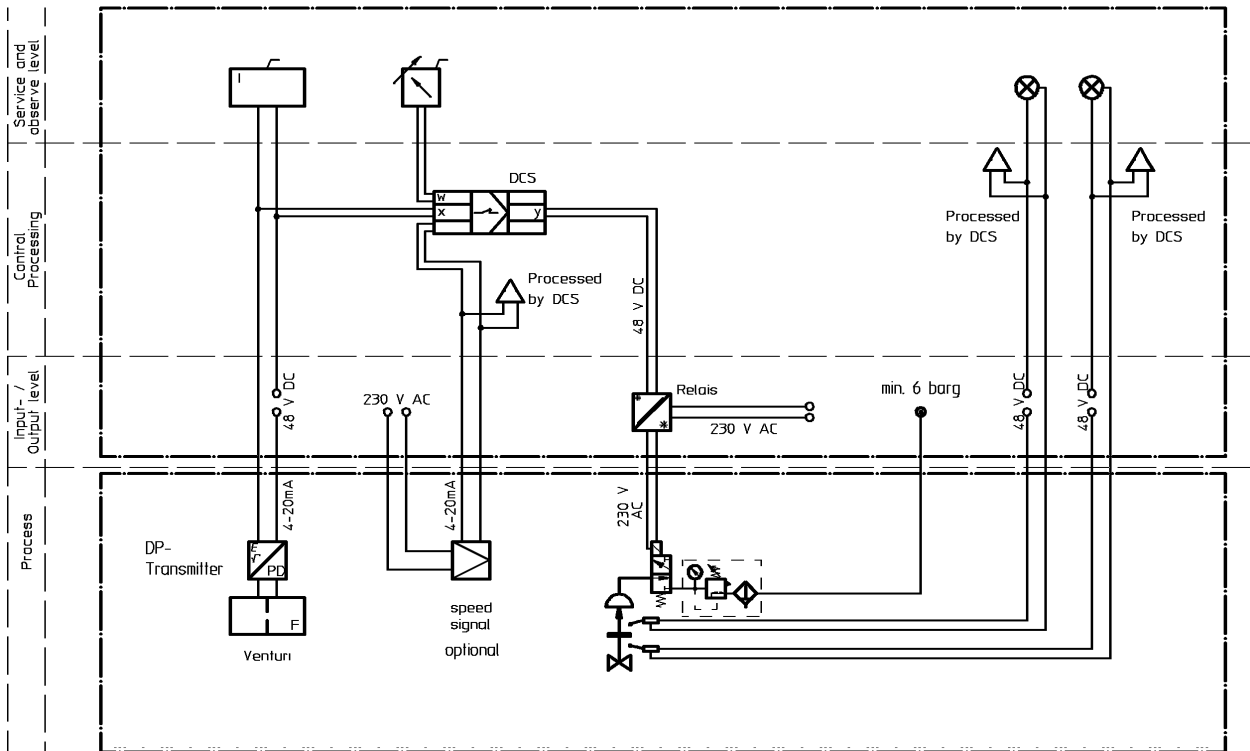 Service and
observe level
I
Control
Processing
DCS
w
x
y
Processed
by DCS
Processed
by DCS
Processed
by DCS
48 V DC
Input- /
Output level
48 V DC
230 V AC
Relais
+
*
230 V AC
min. 6 barg
48 V DC
48 V DC
Process
4-20mA
4-20mA
230 V
AC
DP-
Transmitter
E
√
PD
F
Venturi
speed
signal
optional